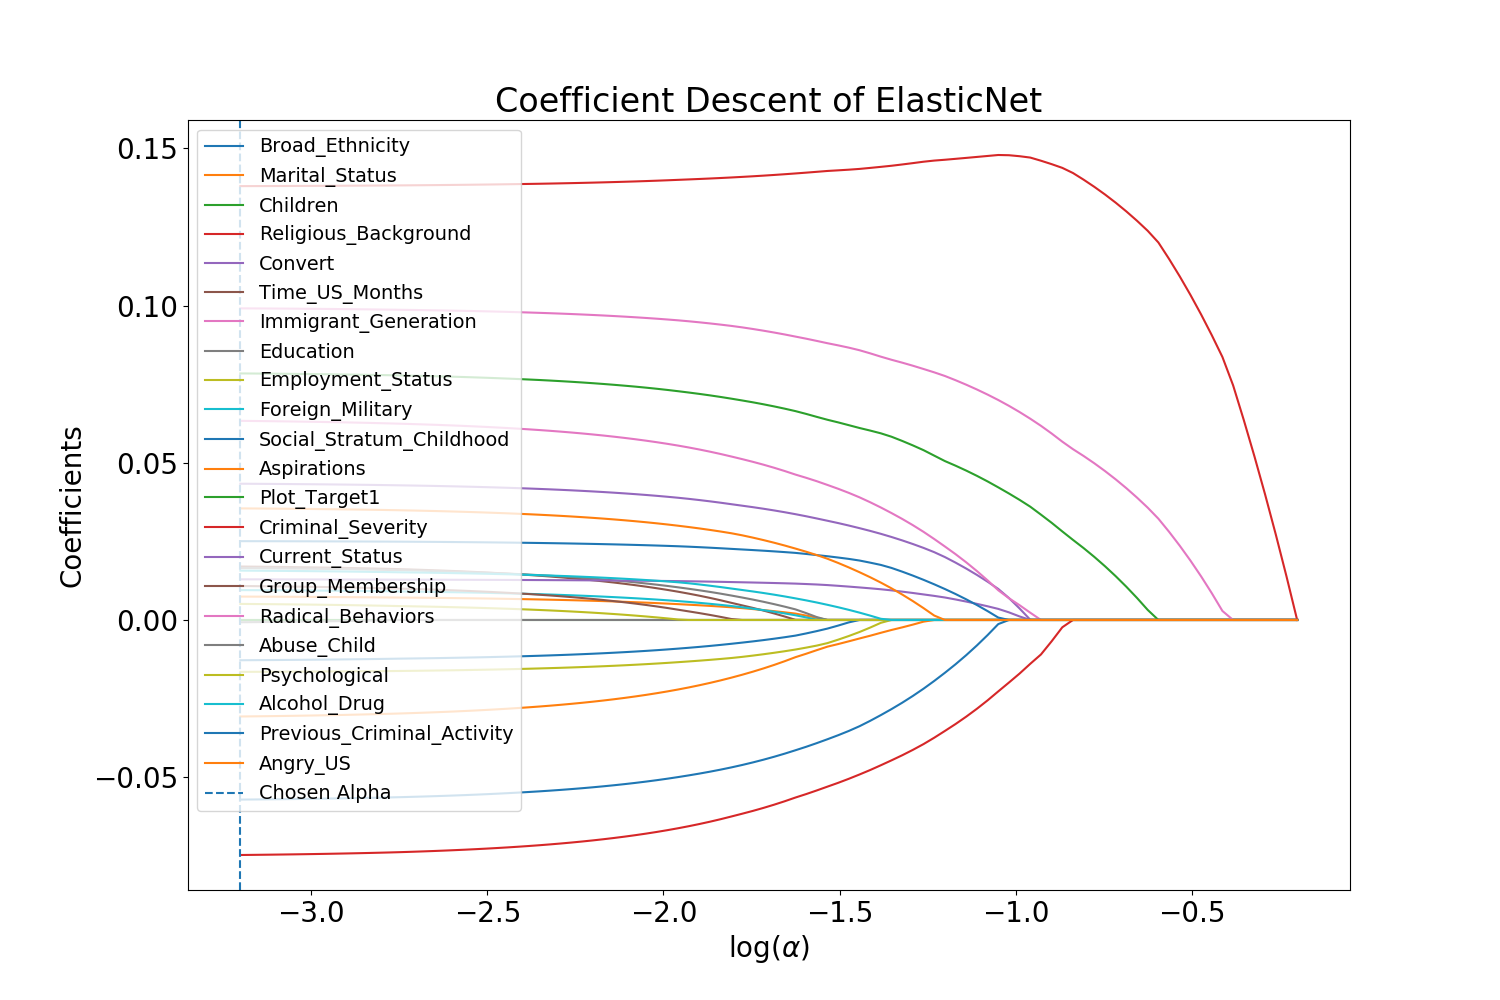 Coefficient Descent of ElasticNet
0.15
0.10
0.05
0.00
−0.05
Coefficients
Broad_Ethnicity
Marital_Status
Children
Religious_Background
Convert
Time_US_Months
Immigrant_Generation
Education
Employment_Status
Foreign_Military
Social_Stratum_Childhood
Aspirations
Plot_Target1
Criminal_Severity
Current_Status
Group_Membership
Radical_Behaviors
Abuse_Child
Psychological
Alcohol_Drug
Previous_Criminal_Activity
Angry_US
Chosen Alpha
−3.0 −2.5 −2.0 −1.5 −1.0 −0.5
log(α)